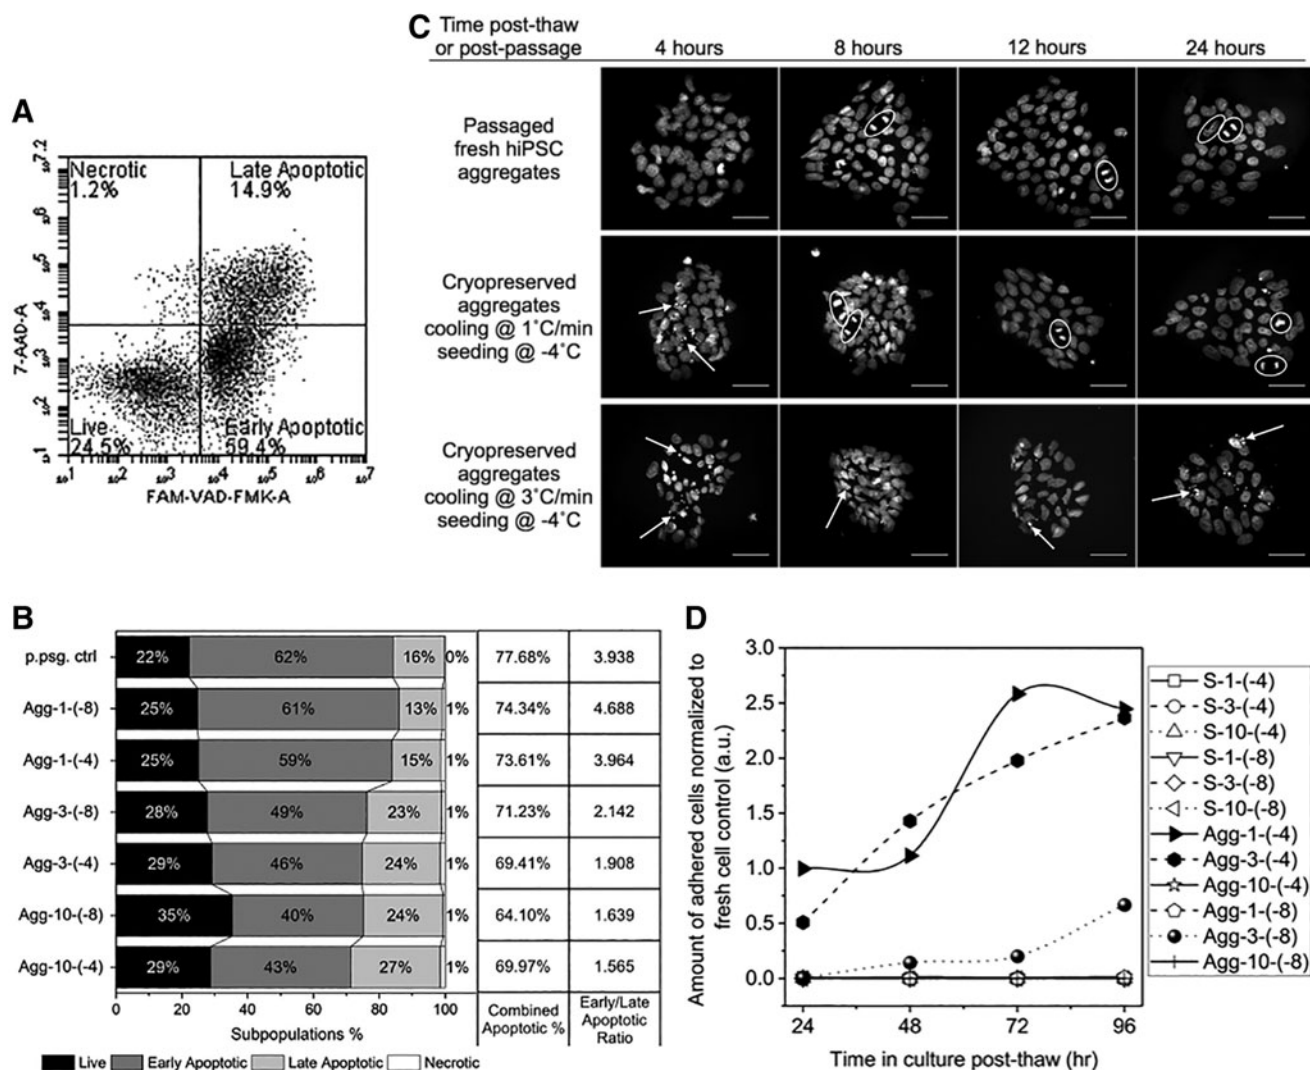 A
Necrotic
1.2%
Late Apoptotic
14.9%
Live
24.5%
Early Apoptotic
59.4%
7-AAD-A
FAM-VAD-FMK-A
C
Time post-thaw
or post-passage
4 hours
8 hours
12 hours
24 hours
Passaged
fresh hiPSC
aggregates
Cryopreserved
aggregates
cooling @ 1˚C/min
seeding @ -4˚C
Cryopreserved
aggregates
cooling @ 3˚C/min
seeding @ -4˚C
B
p.psg. ctrl 22% 62% 16% 0% 77.68% 3.938
Agg-1-(-8) 25% 61% 13% 1% 74.34% 4.688
Agg-1-(-4) 25% 59% 15% 1% 73.61% 3.964
Agg-3-(-8) 28% 49% 23% 1% 71.23% 2.142
Agg-3-(-4) 29% 46% 24% 1% 69.41% 1.908
Agg-10-(-8) 35% 40% 24% 1% 64.10% 1.639
Agg-10-(-4) 29% 43% 27% 1% 69.97% 1.565
0 20 40 60 80 100
Subpopulations %
Combined
Apoptotic %
Early/Late
Apoptotic
Ratio
Live Early Apoptotic Late Apoptotic Necrotic
D
Amount of adhered cells normalized to
fresh cell control (a.u.)
3.0
2.5
2.0
1.5
1.0
0.5
0.0
24 48 72 96
Time in culture post-thaw (hr)
S-1-(-4)
S-3-(-4)
S-10-(-4)
S-1-(-8)
S-3-(-8)
S-10-(-8)
Agg-1-(-4)
Agg-3-(-4)
Agg-10-(-4)
Agg-1-(-8)
Agg-3-(-8)
Agg-10-(-8)